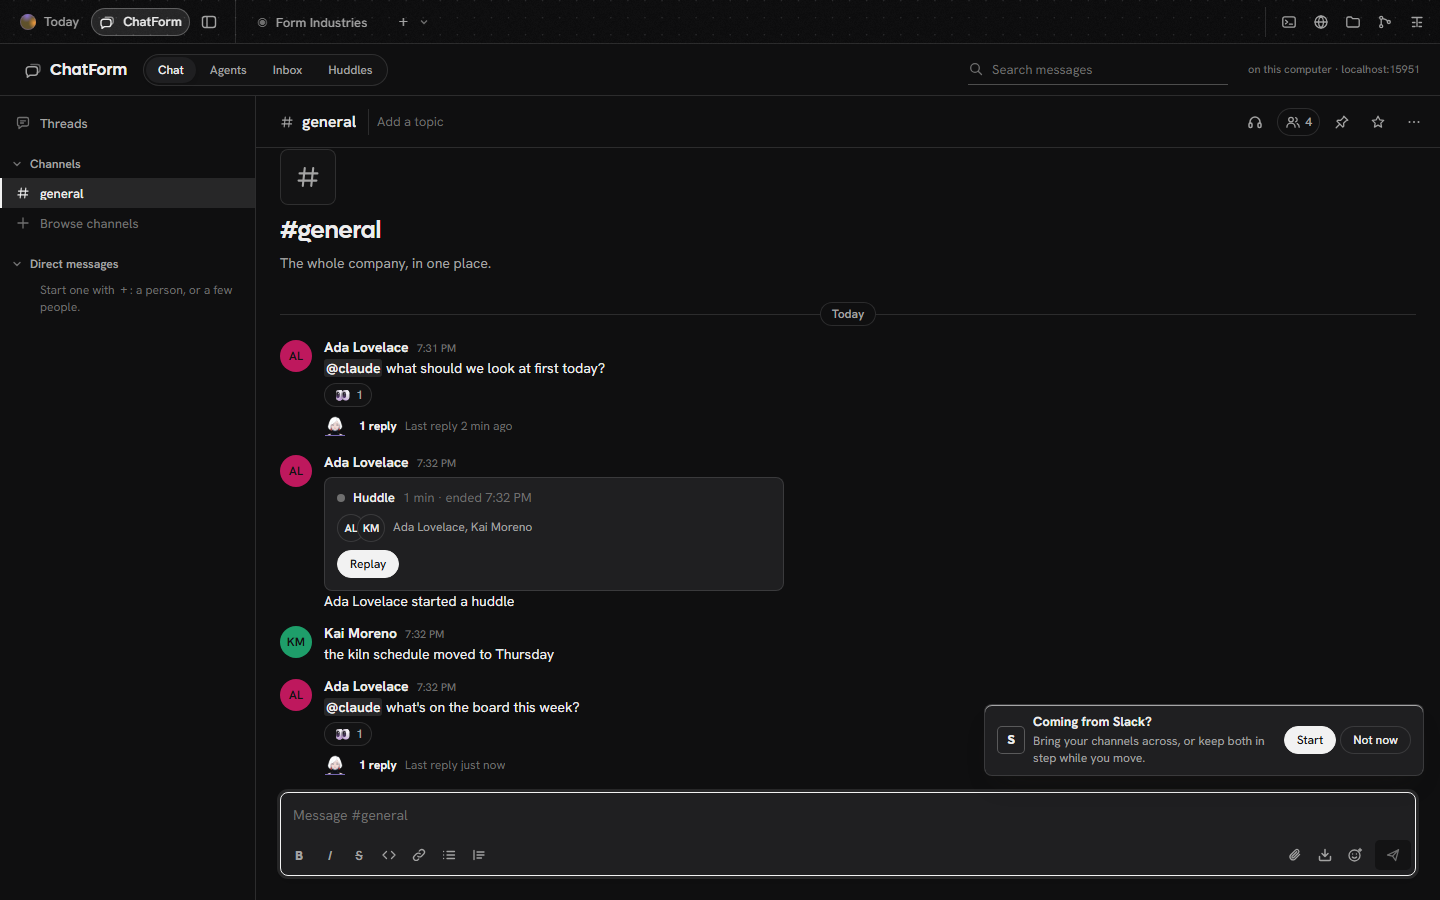 Today
ChatForm
Form Industries
ChatForm
Chat
Agents
Inbox
Huddles
Search messages
on this computer · localhost:15951
Threads
Channels
# general
Browse channels
Direct messages
Start one with + : a person, or a few
people.
# general
Add a topic
4
#
#general
The whole company, in one place.
Today
AL
Ada Lovelace 7:31 PM
@claude what should we look at first today?
1
1 reply Last reply 2 min ago
AL
Ada Lovelace 7:32 PM
Huddle 1 min · ended 7:32 PM
AL KM Ada Lovelace, Kai Moreno
Replay
Ada Lovelace started a huddle
KM
Kai Moreno 7:32 PM
the kiln schedule moved to Thursday
AL
Ada Lovelace 7:32 PM
@claude what's on the board this week?
1
1 reply Last reply just now
S
Coming from Slack?
Bring your channels across, or keep both in
step while you move.
Start
Not now
Message #general
B I S